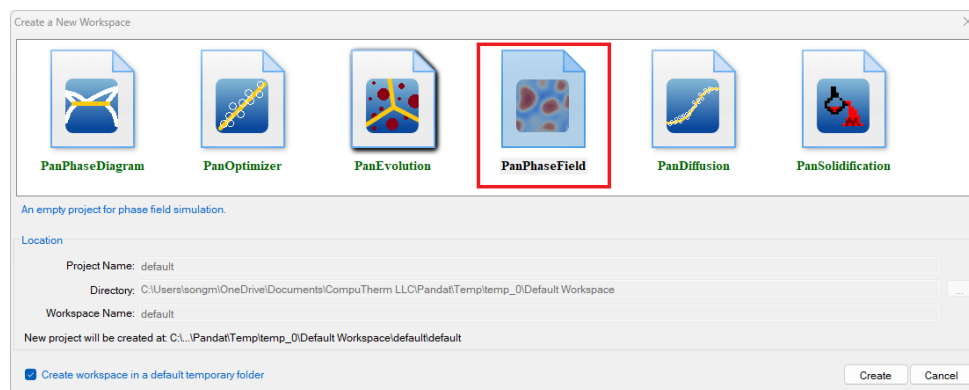 Create a New Workspace
PanPhaseDiagram PanOptimizer PanEvolution PanPhaseField PanDiffusion PanSolidification
An empty project for phase field simulation.
Location
Project Name: default
Directory: C:\Users\songm\OneDrive\Documents\CompuTherm LLC\Pandat\Temp\temp_0\Default Workspace
...
Workspace Name: default
New project will be created at: C:\...\Pandat\Temp\temp_0\Default Workspace\default\default
Create workspace in a default temporary folder
Create Cancel